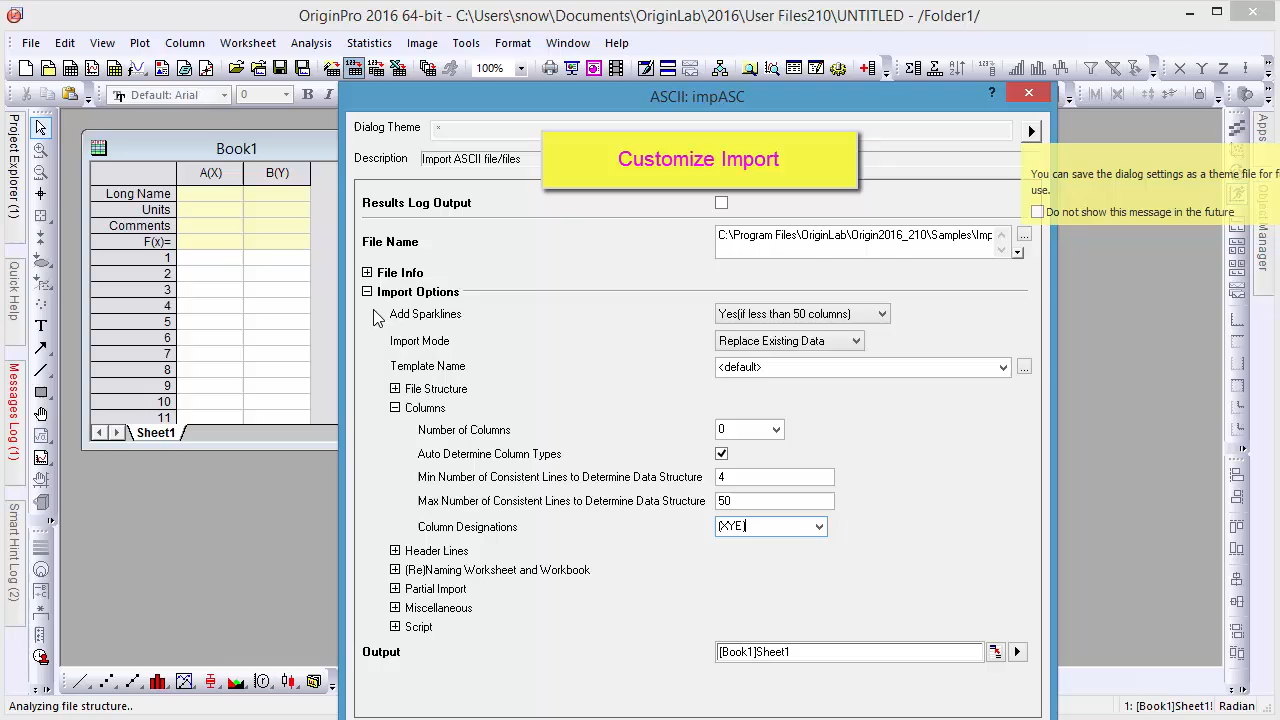 OriginPro 2016 64-bit - C:\Users\snow\Documents\OriginLab\2016\User Files210\UNTITLED - /Folder1/
File Edit View Plot Column Worksheet Analysis Statistics Image Tools Format Window Help
100%
Default: Arial 0 B I
ASCII: impASC
?
Dialog Theme *
Customize Import
Description Import ASCII file/files
You can save the dialog settings as a theme file for f
use.
Do not show this message in the future
Results Log Output
File Name C:\Program Files\OriginLab\Origin2016_210\Samples\Imp
File Info
Import Options
Add Sparklines Yes(if less than 50 columns)
Import Mode Replace Existing Data
Template Name <default>
File Structure
Columns
Number of Columns 0
Auto Determine Column Types
Min Number of Consistent Lines to Determine Data Structure 4
Max Number of Consistent Lines to Determine Data Structure 50
Column Designations (XYE)
Header Lines
(Re)Naming Worksheet and Workbook
Partial Import
Miscellaneous
Script
Output [Book1]Sheet1
Book1
A(X) B(Y)
Long Name
Units
Comments
F(x)=
1
2
3
4
5
6
7
8
9
10
11
Sheet1
Project Explorer (1)
Quick Help
Messages Log (1)
Smart Hint Log (2)
Object Manager
Analyzing file structure..
1: [Book1]Sheet1! Radian